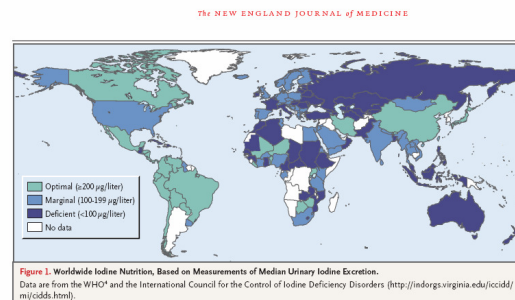 The NEW ENGLAND JOURNAL of MEDICINE
Optimal (≥200 µg/liter)
Marginal (100-199 µg/liter)
Deficient (<100 µg/liter)
No data
Figure 1. Worldwide Iodine Nutrition, Based on Measurements of Median Urinary Iodine Excretion.
Data are from the WHO⁴ and the International Council for the Control of Iodine Deficiency Disorders (http://indorgs.virginia.edu/iccidd/
mi/cidds.html).